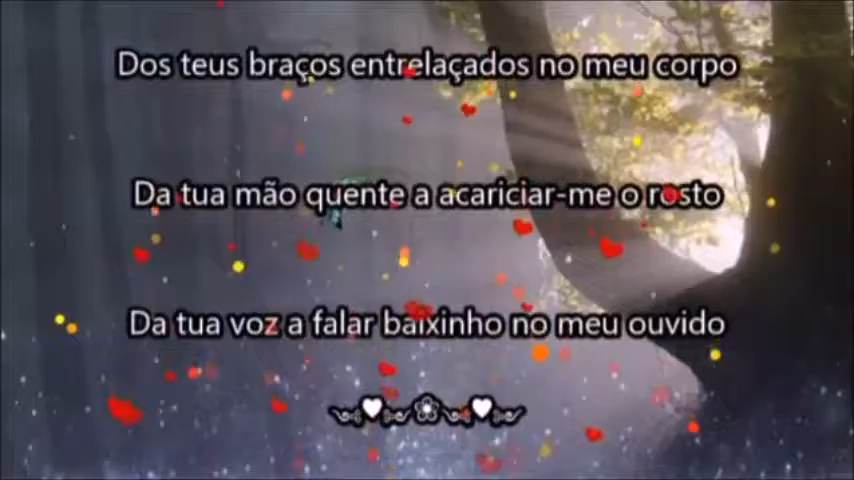 Dos teus braços entrelaçados no meu corpo
Da tua mão quente a acariciar-me o rosto
Da tua voz a falar baixinho no meu ouvido